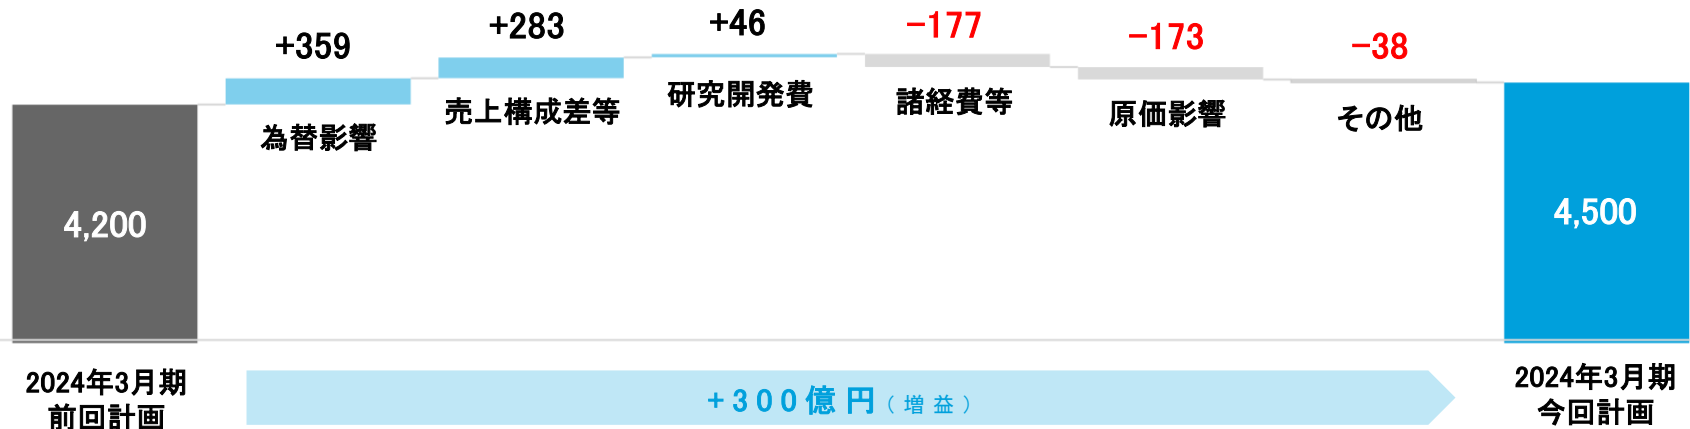 +359
+283
+46
−177
−173
−38
為替影響
売上構成差等
研究開発費
諸経費等
原価影響
その他
4,200
4,500
2024年3月期
前回計画
+300億円(増益)
2024年3月期
今回計画